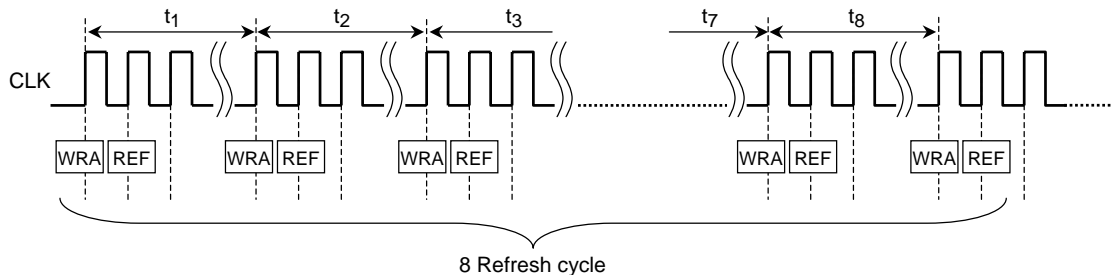 t1 t2 t3 t7 t8
CLK
WRA REF WRA REF WRA REF WRA REF WRA REF
8 Refresh cycle